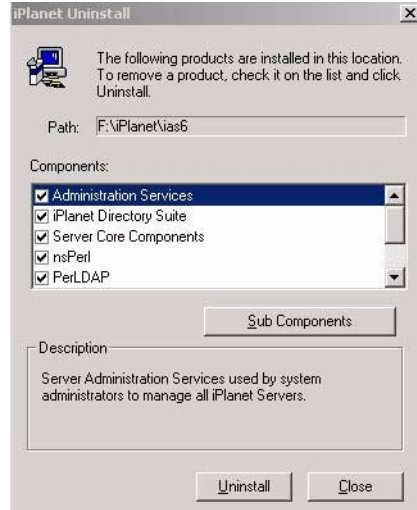 iPlanet Uninstall
The following products are installed in this location.
To remove a product, check it on the list and click
Uninstall.
Path: F:\iPlanet\ias6
Components:
Administration Services
iPlanet Directory Suite
Server Core Components
nsPerl
PerLDAP
Sub Components
Description
Server Administration Services used by system
administrators to manage all iPlanet Servers.
Uninstall Close